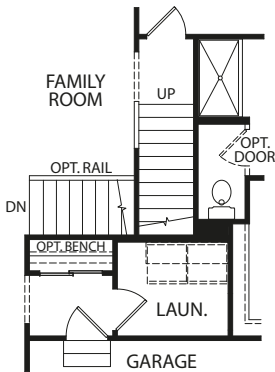 FAMILY
ROOM
UP
OPT.
DOOR
OPT. RAIL
DN
OPT. BENCH
LAUN.
GARAGE